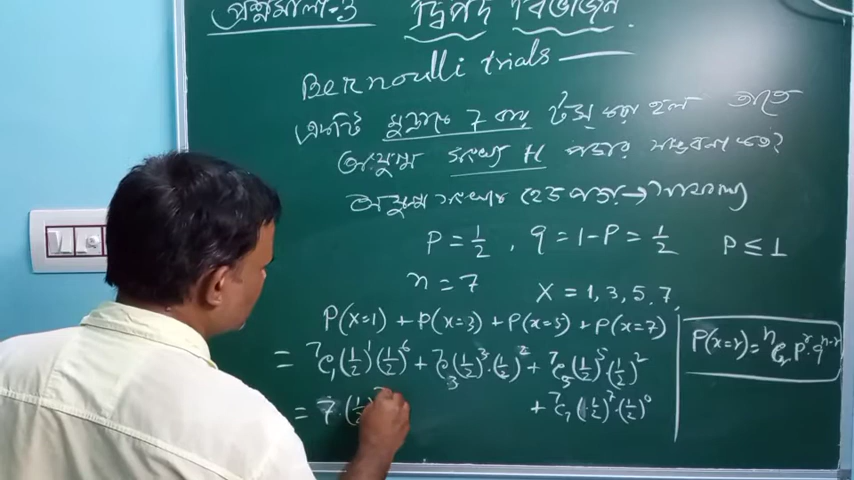 প্রশ্নমালা-3 দ্বিপদ বিভাজন
Bernoulli trials
একটি মুদ্রাকে 7 বার টস করা হল তাতে
অযুগ্ম সংখ্যক H পড়ার সম্ভাবনা কত?
অযুগ্ম সংখ্যার হেড পড়া →
P = 1/2 , q = 1-P = 1/2 P ≤ 1
n = 7 X = 1, 3, 5, 7,
P(X=1) + P(X=3) + P(X=5) + P(X=7)
P(X=r) = ⁿCᵣ pʳ. qⁿ⁻ʳ
= ⁷C₁ (1/2)¹(1/2)⁶ + ⁷C₃ (1/2)³.(1/2)² + ⁷C₅ (1/2)⁵(1/2)²
+ ⁷C₇ (1/2)⁷.(1/2)⁰
= 7.(1/2